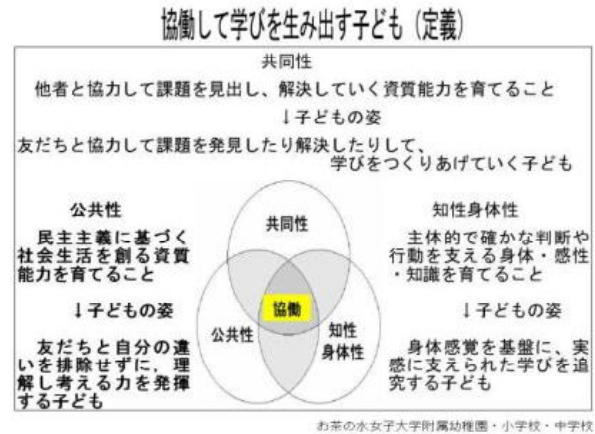 協働して学びを生み出す子ども（定義）
共同性
他者と協力して課題を見出し、解決していく資質能力を育てること
↓子どもの姿
友だちと協力して課題を発見したり解決したりして、
学びをつくりあげていく子ども
公共性
民主主義に基づく
社会生活を創る資質
能力を育てること
↓子どもの姿
友だちと自分の違
いを排除せずに，理
解し考える力を発揮
する子ども
共同性
協働
公共性
知性
身体性
知性身体性
主体的で確かな判断や
行動を支える身体・感性
・知識を育てること
↓子どもの姿
身体感覚を基盤に、実
感に支えられた学びを追
究する子ども
お茶の水女子大学附属幼稚園・小学校・中学校